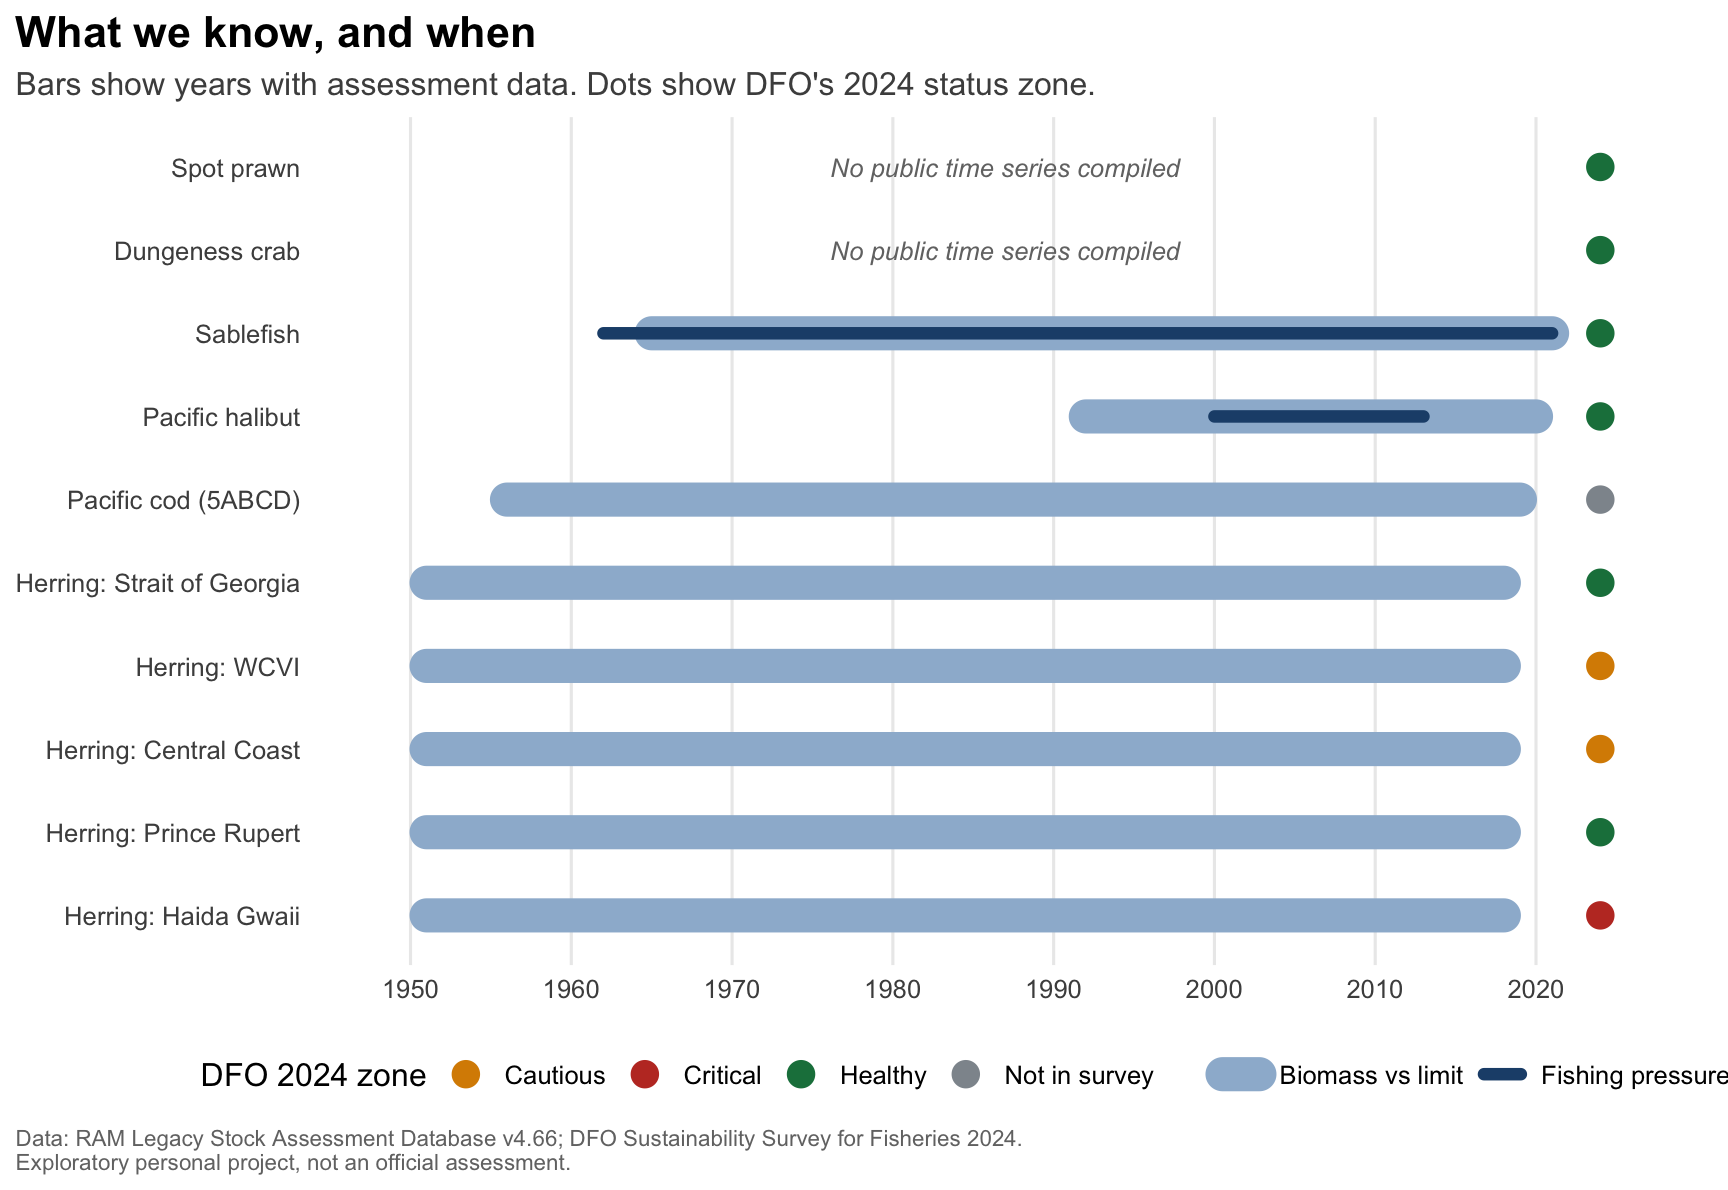 What we know, and when
Bars show years with assessment data. Dots show DFO's 2024 status zone.
Spot prawn
No public time series compiled
Dungeness crab
No public time series compiled
Sablefish
Pacific halibut
Pacific cod (5ABCD)
Herring: Strait of Georgia
Herring: WCVI
Herring: Central Coast
Herring: Prince Rupert
Herring: Haida Gwaii
1950 1960 1970 1980 1990 2000 2010 2020
DFO 2024 zone Cautious Critical Healthy Not in survey Biomass vs limit Fishing pressure
Data: RAM Legacy Stock Assessment Database v4.66; DFO Sustainability Survey for Fisheries 2024.
Exploratory personal project, not an official assessment.